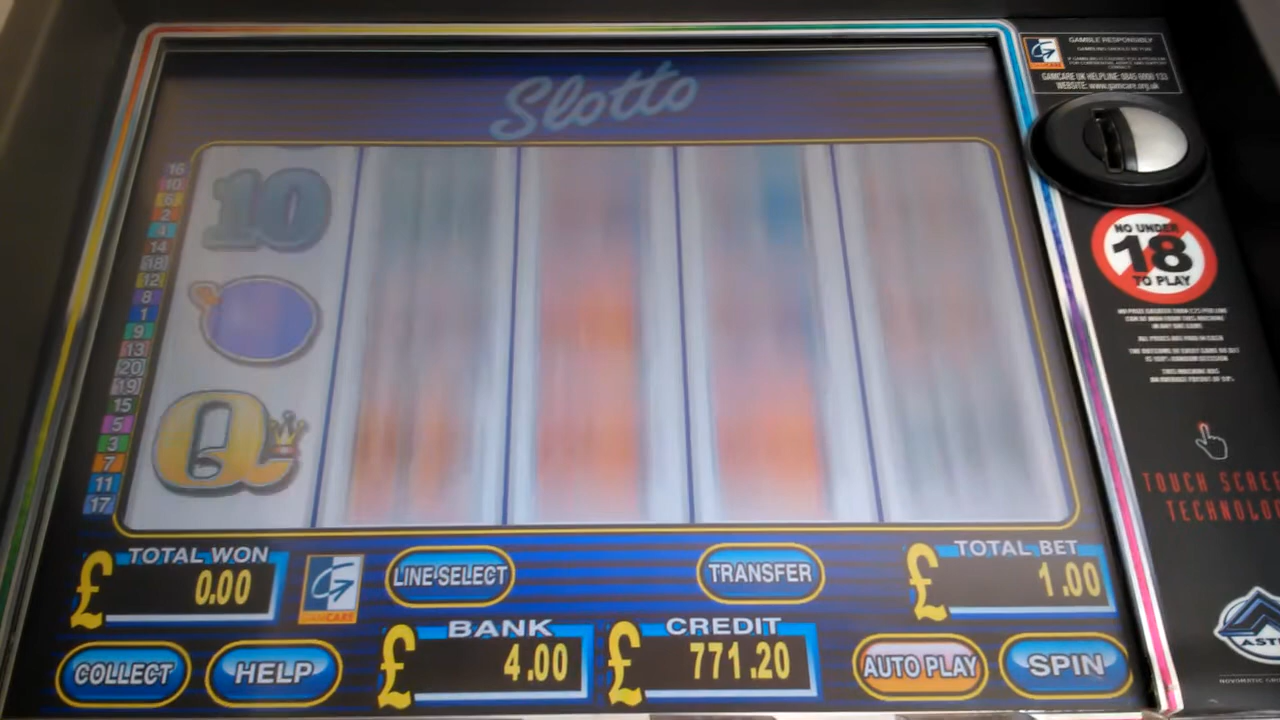 Slotto
GAMBLE RESPONSIBLY
GAMCARE UK HELPLINE: 0845 6000 133
WEBSITE: www.gamcare.org.uk
NO UNDER
18
TO PLAY
10
Q
16
10
6
2
4
14
18
12
8
1
9
13
20
19
15
5
3
7
11
17
TOUCH SCREE
TECHNOLO
TOTAL WON
£ 0.00
GAMCARE
LINE SELECT
TRANSFER
TOTAL BET
£ 1.00
COLLECT
HELP
BANK
£ 4.00
CREDIT
£ 771.20
AUTO PLAY
SPIN
ASTR